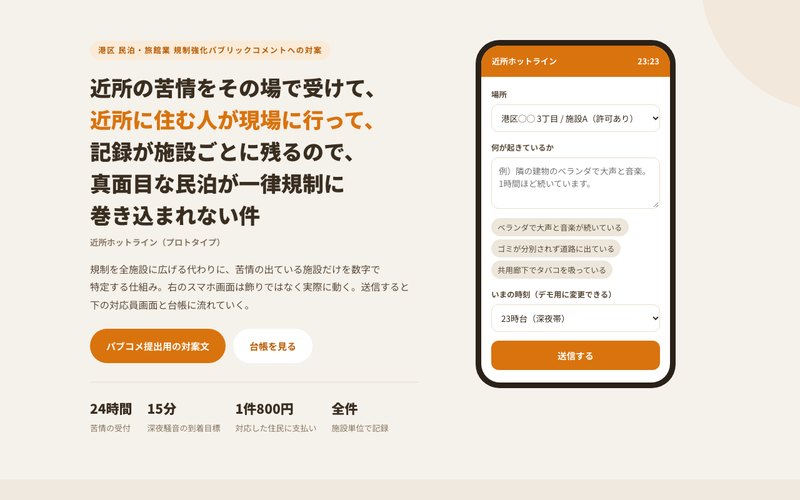 港区 民泊・旅館業 規制強化パブリックコメントへの対案
近所の苦情をその場で受けて、
近所に住む人が現場に行って、
記録が施設ごとに残るので、
真面目な民泊が一律規制に
巻き込まれない件
近所ホットライン（プロトタイプ）
規制を全施設に広げる代わりに、苦情の出ている施設だけを数字で
特定する仕組み。右のスマホ画面は飾りではなく実際に動く。送信すると
下の対応員画面と台帳に流れていく。
パブコメ提出用の対案文
台帳を見る
24時間
苦情の受付
15分
深夜騒音の到着目標
1件800円
対応した住民に支払い
全件
施設単位で記録
近所ホットライン
23:23
場所
港区〇〇 3丁目 / 施設A（許可あり）
何が起きているか
例）隣の建物のベランダで大声と音楽。
1時間ほど続いています。
ベランダで大声と音楽が続いている
ゴミが分別されず道路に出ている
共用廊下でタバコを吸っている
いまの時刻（デモ用に変更できる）
23時台（深夜帯）
送信する